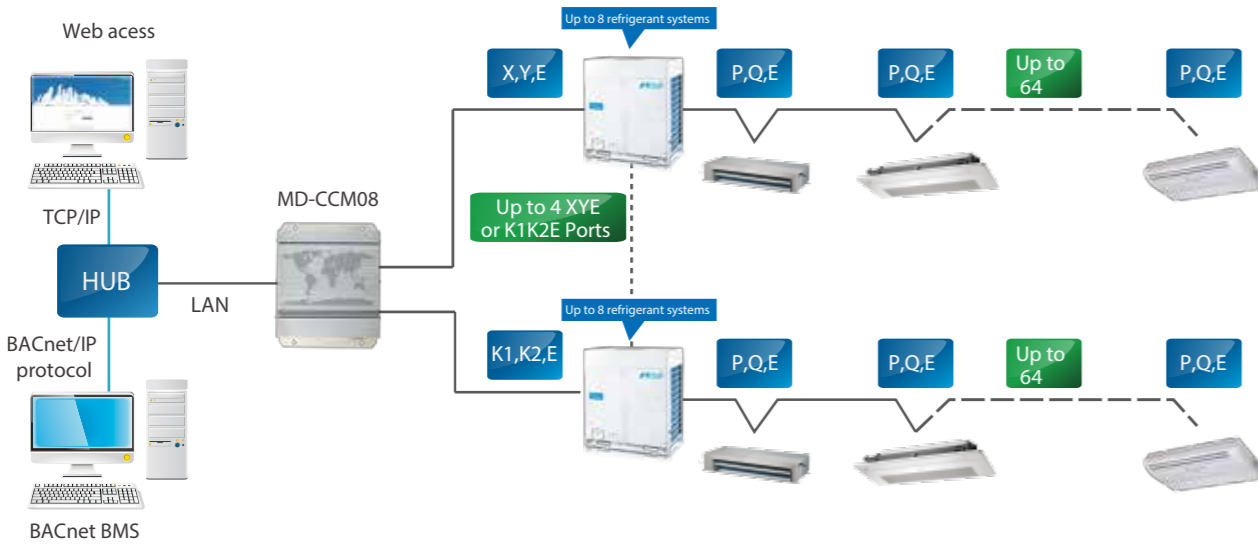 Web acess
Up to 8 refrigerant systems
X,Y,E
P,Q,E
P,Q,E
Up to
64
P,Q,E
TCP/IP
MD-CCM08
Up to 4 XYE
or K1K2E Ports
HUB
LAN
Up to 8 refrigerant systems
BACnet/IP
protocol
K1,K2,E
P,Q,E
P,Q,E
Up to
64
P,Q,E
BACnet BMS